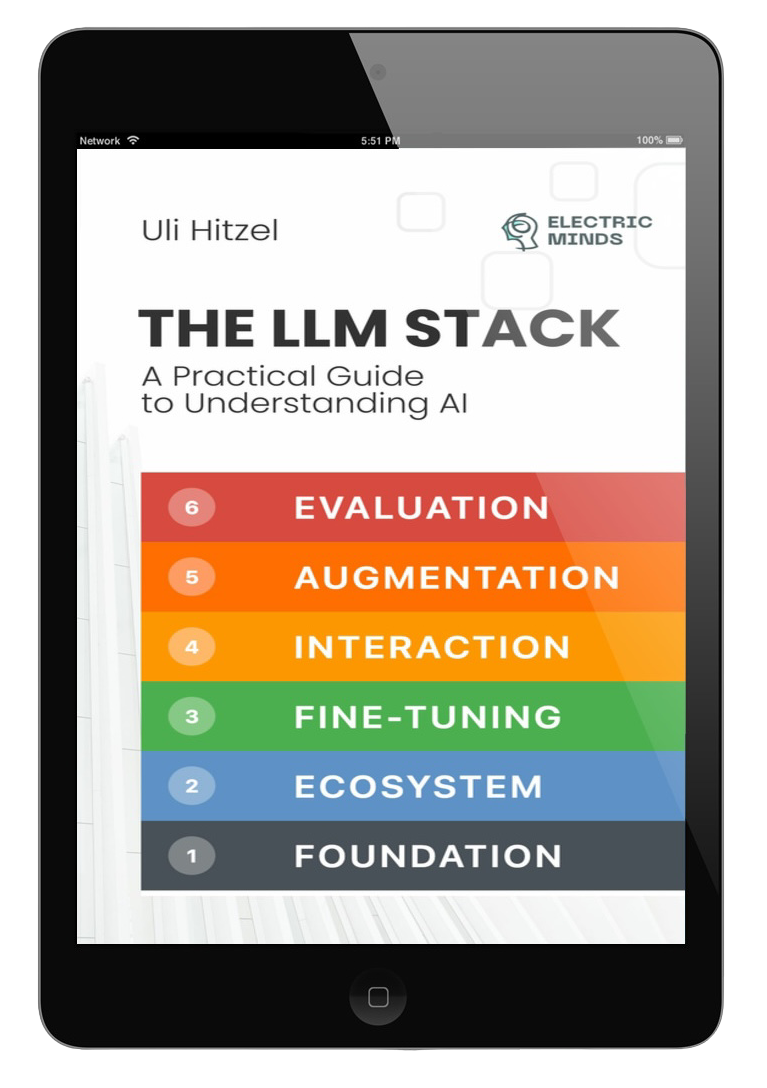 Network 5:51 PM 100%
Uli Hitzel
ELECTRIC
MINDS
THE LLM STACK
A Practical Guide
to Understanding AI
6 EVALUATION
5 AUGMENTATION
4 INTERACTION
3 FINE-TUNING
2 ECOSYSTEM
1 FOUNDATION